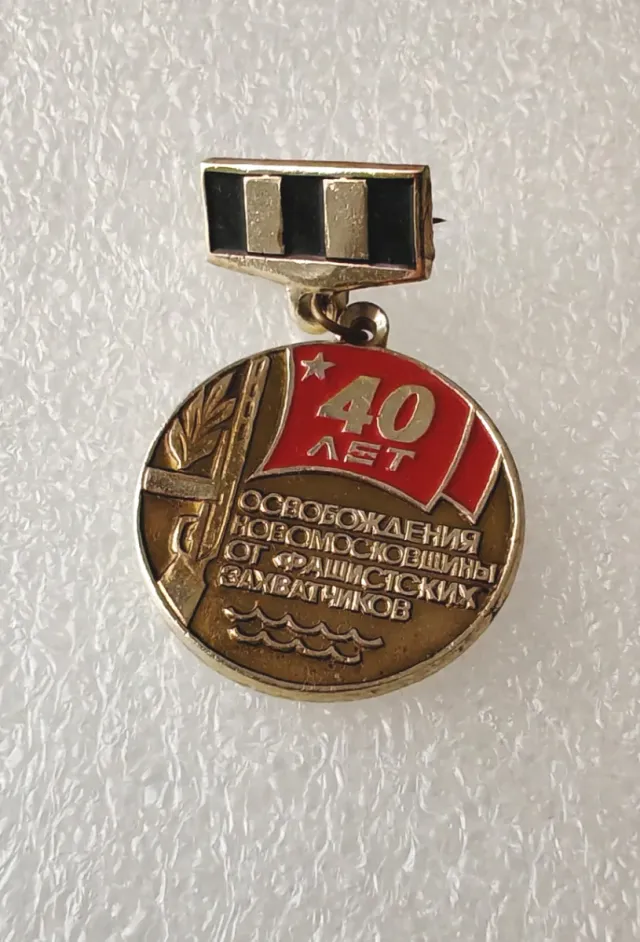 40
ЛЕТ
ОСВОБОЖДЕНИЯ
НОВОМОСКОВЩИНЫ
ОТ ФАШИСТСКИХ
ЗАХВАТЧИКОВ